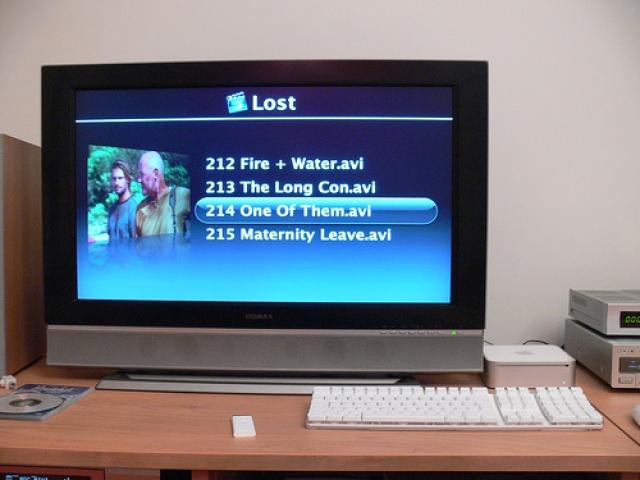 Lost
212 Fire + Water.avi
213 The Long Con.avi
214 One Of Them.avi
215 Maternity Leave.avi
HUMAX